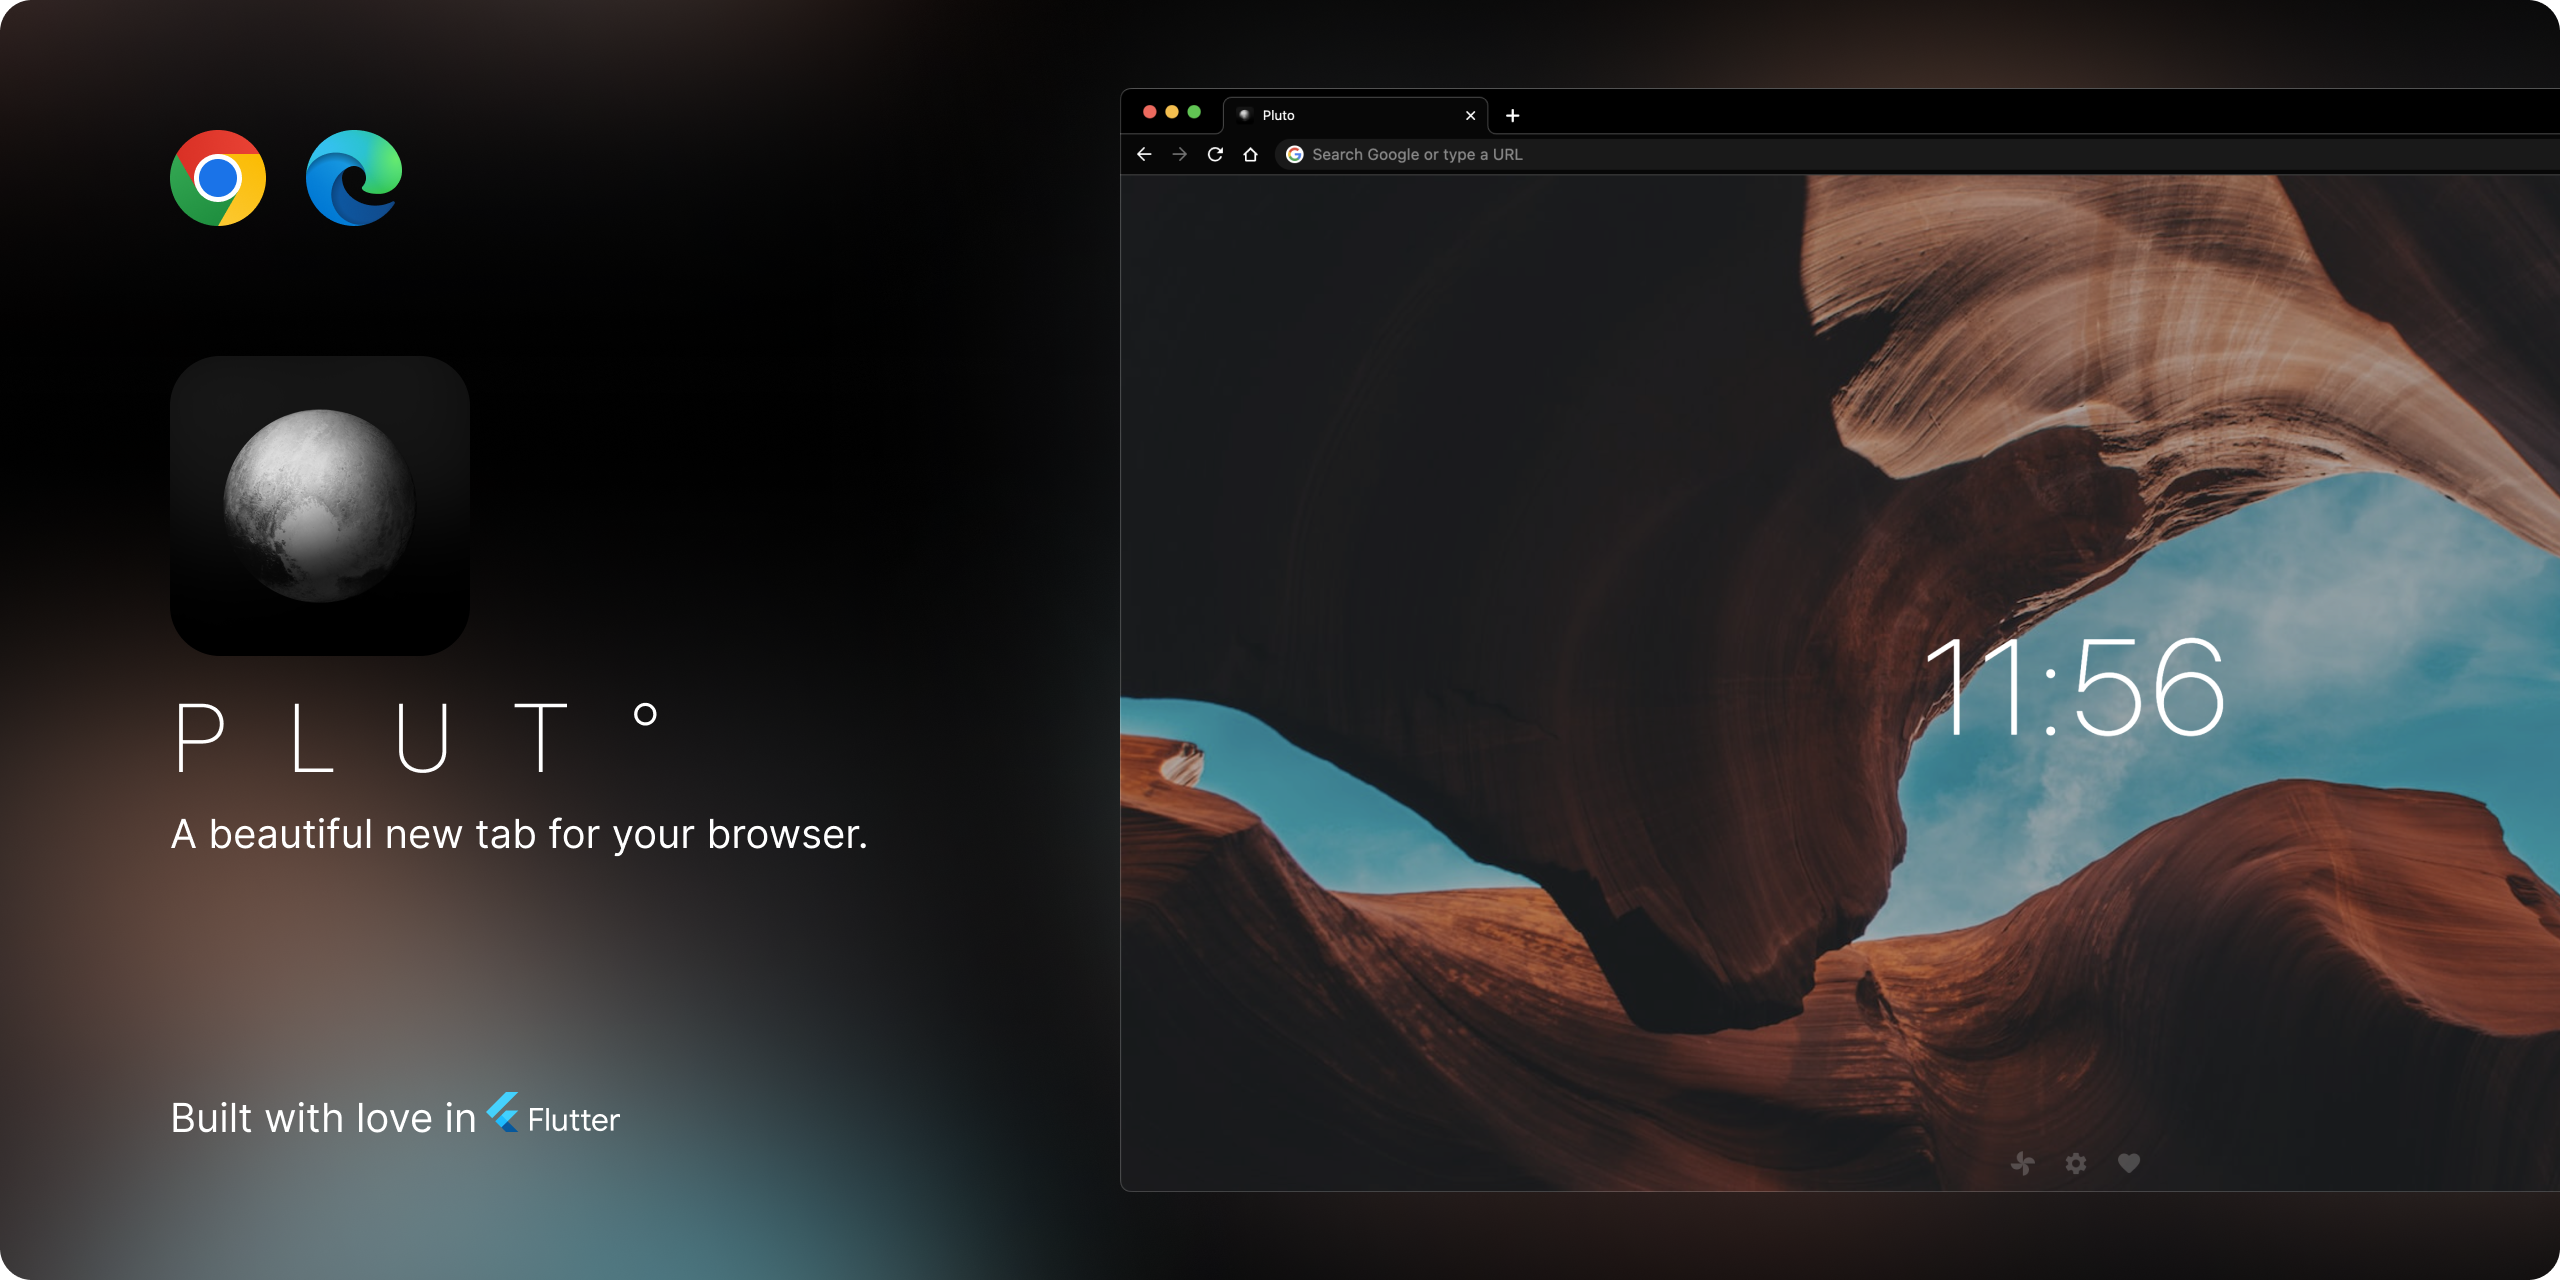 P L U T °
A beautiful new tab for your browser.
Built with love in Flutter
Pluto
Search Google or type a URL
11:56